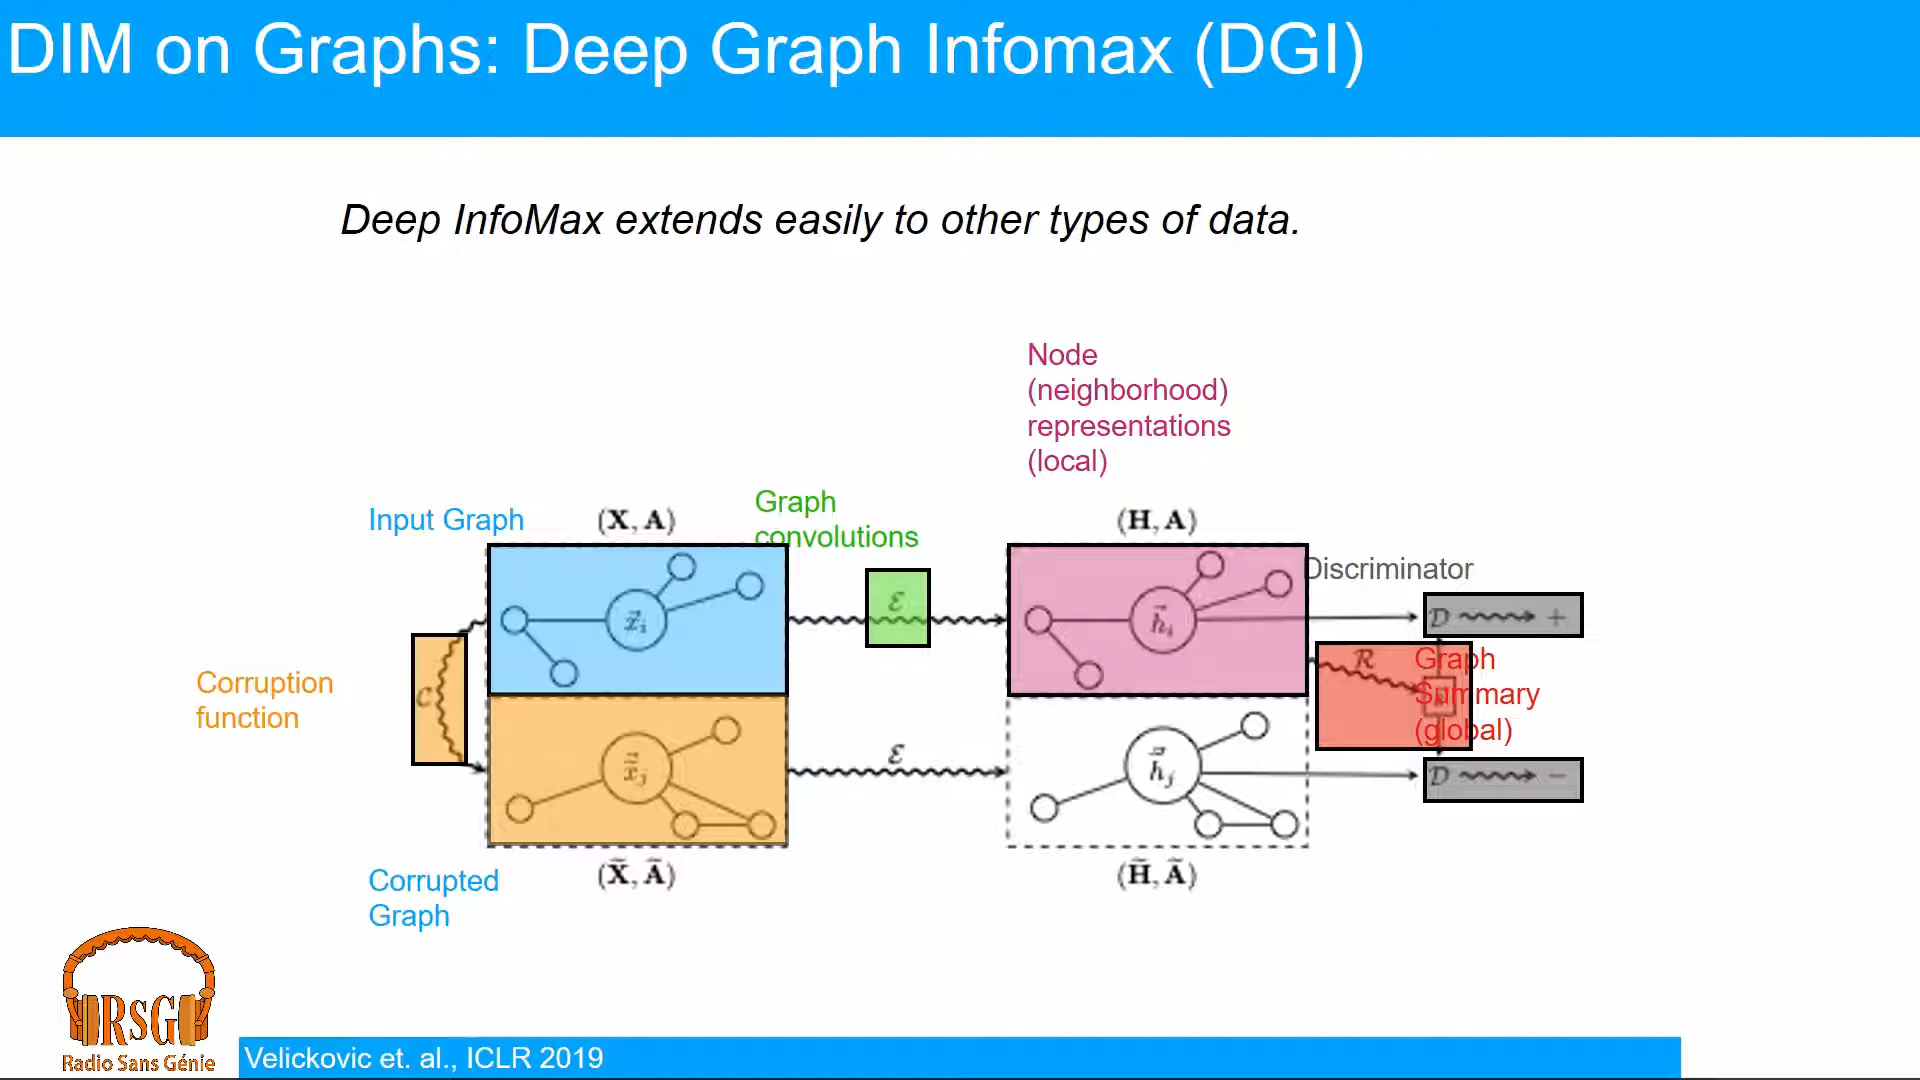 DIM on Graphs: Deep Graph Infomax (DGI)
Deep InfoMax extends easily to other types of data.
Node
(neighborhood)
representations
(local)
Graph
convolutions
Input Graph
(X, A)
(H, A)
Discriminator
ℰ
x⃗ᵢ
h⃗ᵢ
D +
Corruption
function
C
R
Graph
Summary
(global)
ℰ
x̃⃗ⱼ
h̃⃗ⱼ
D −
(X̃, Ã)
(H̃, Ã)
Corrupted
Graph
RSG
Radio Sans Génie
Velickovic et. al., ICLR 2019